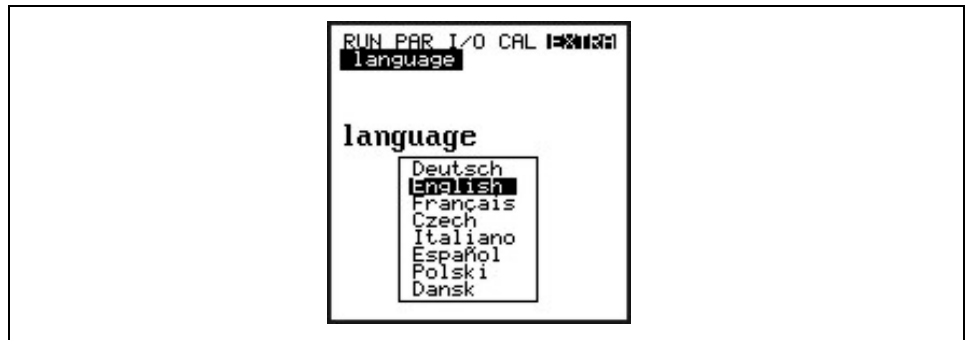 RUN PAR I/O CAL EXTRA
language
language
Deutsch
English
Français
Czech
Italiano
Español
Polski
Dansk